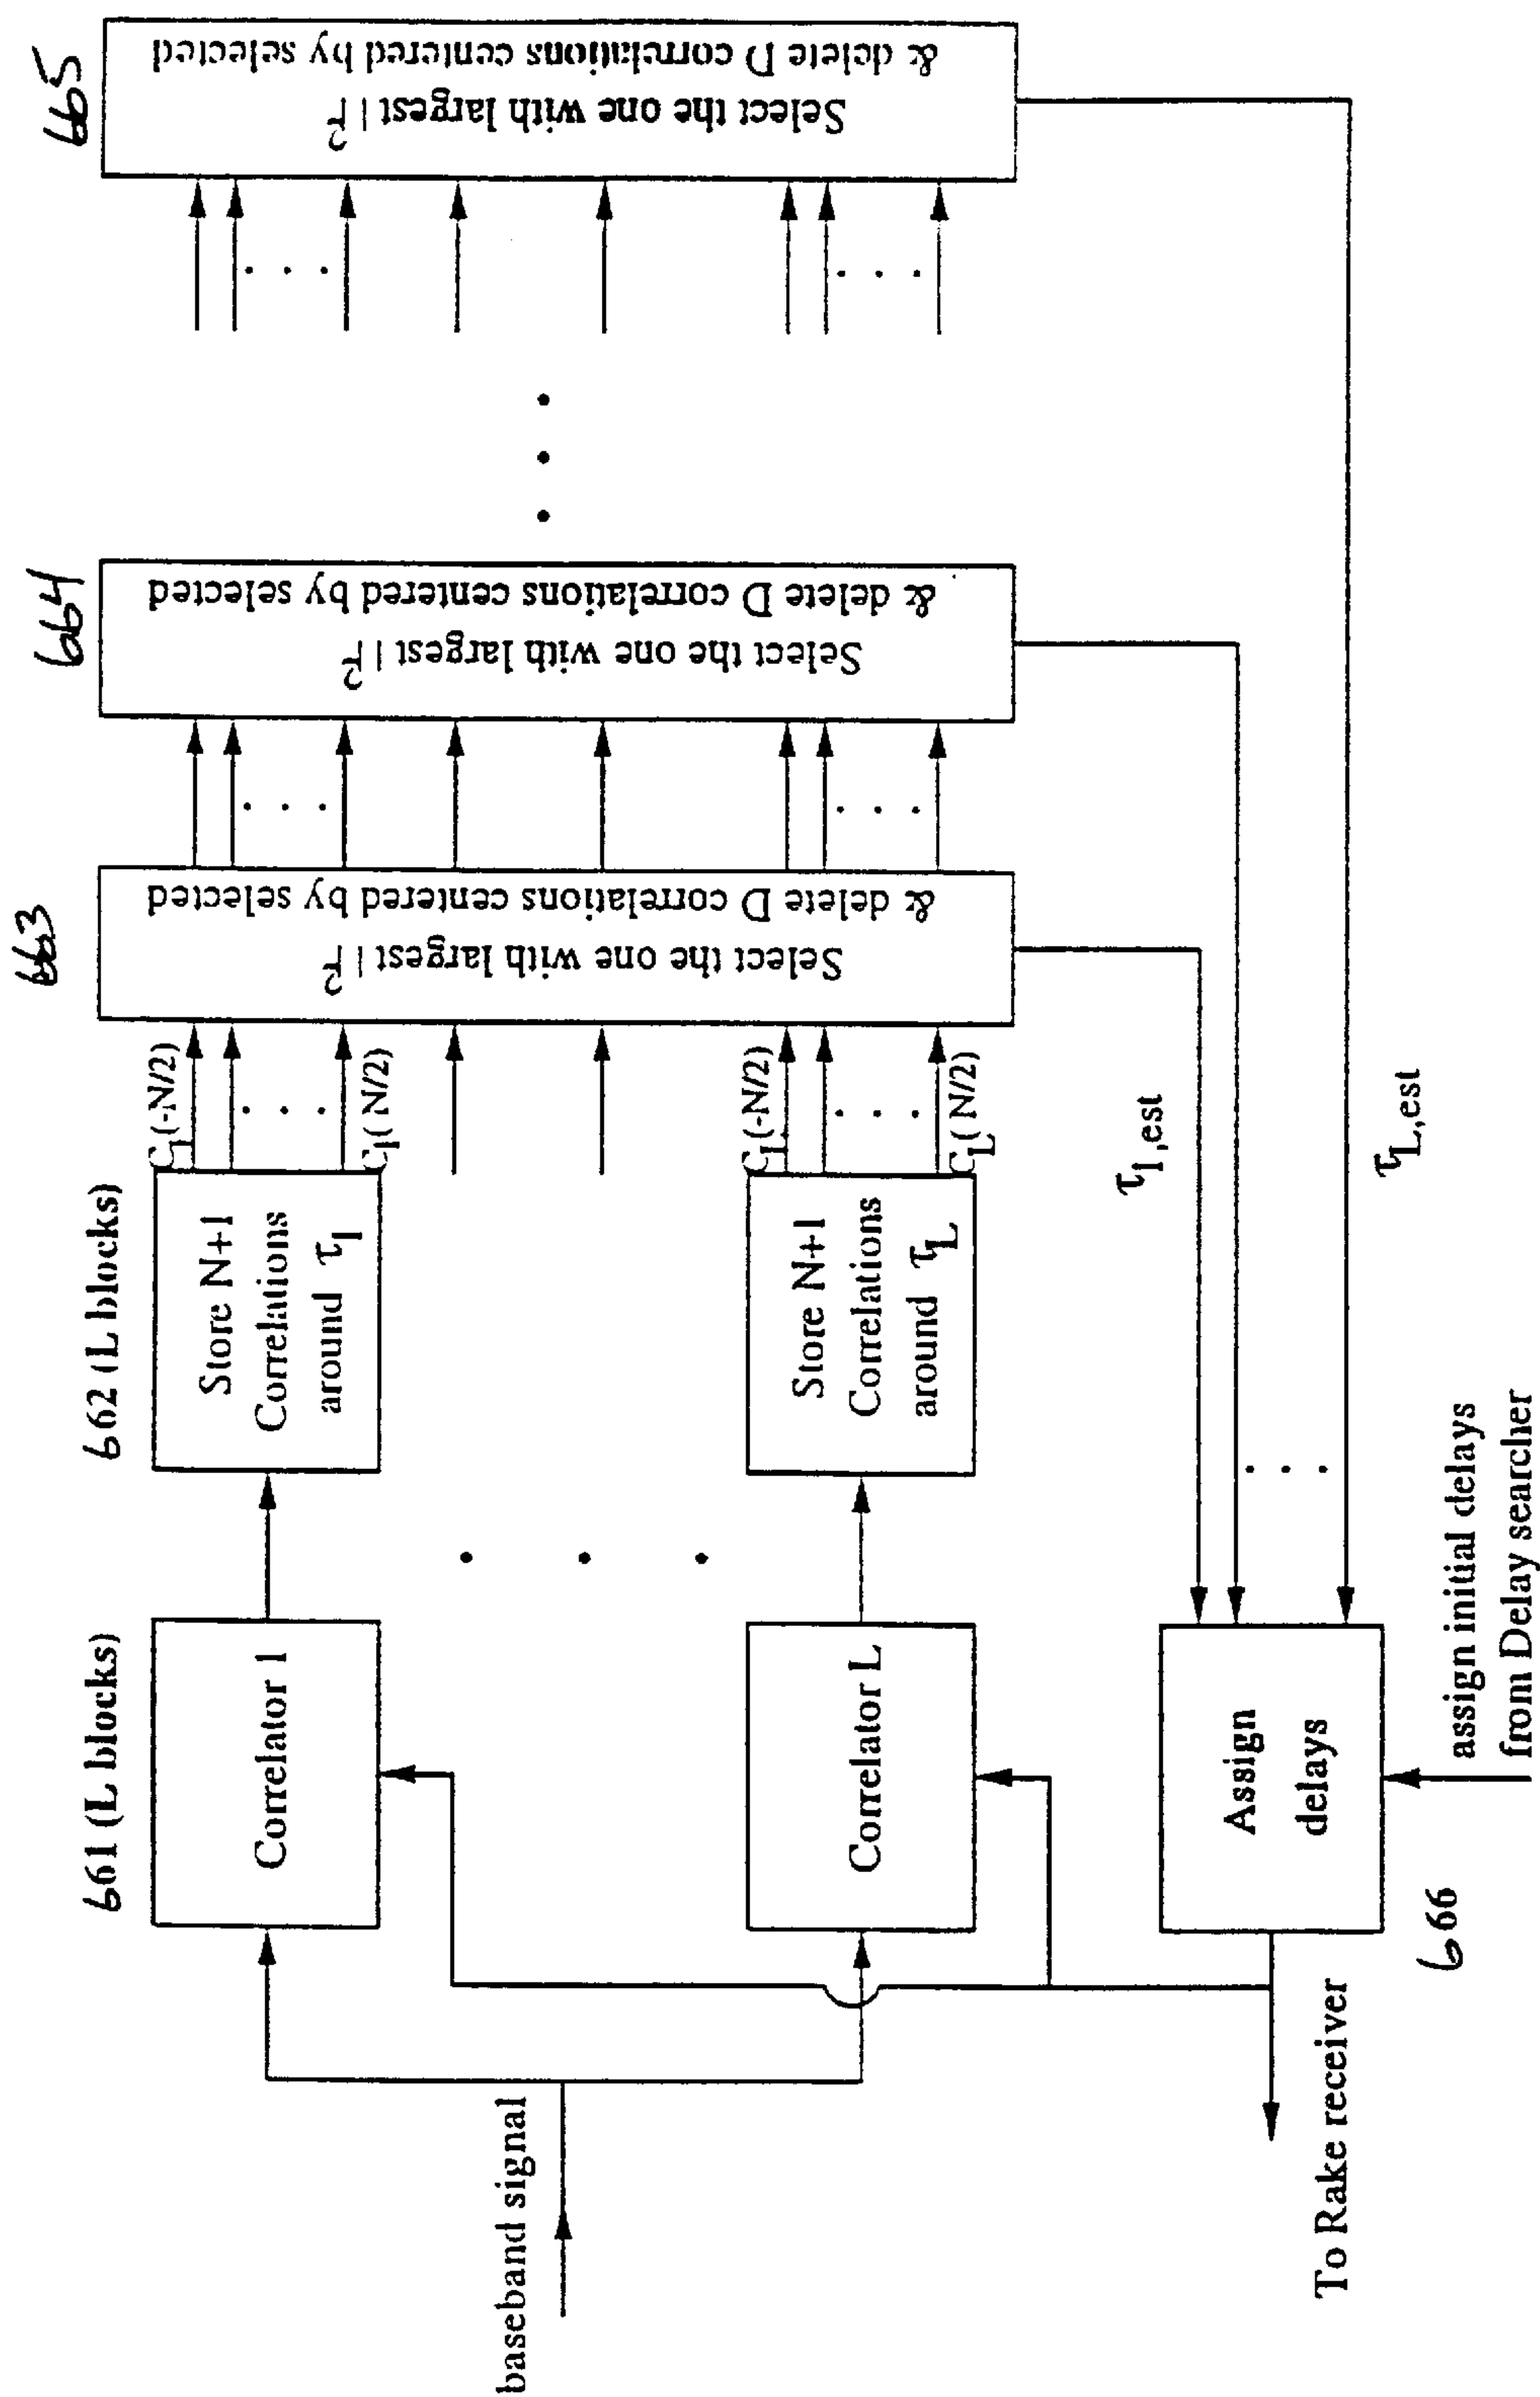 661 (L blocks)
662 (L blocks)
663
664
665
baseband signal
Correlator 1
Store N+1
Correlations
around τ1
C1(-N/2)
C1( N/2)
Correlator L
Store N+1
Correlations
around τL
CL(-N/2)
CL( N/2)
Select the one with largest | |²
& delete D correlations centered by selected
Select the one with largest | |²
& delete D correlations centered by selected
Select the one with largest | |²
& delete D correlations centered by selected
τ1,est
τL,est
Assign
delays
666
To Rake receiver
assign initial delays
from Delay searcher